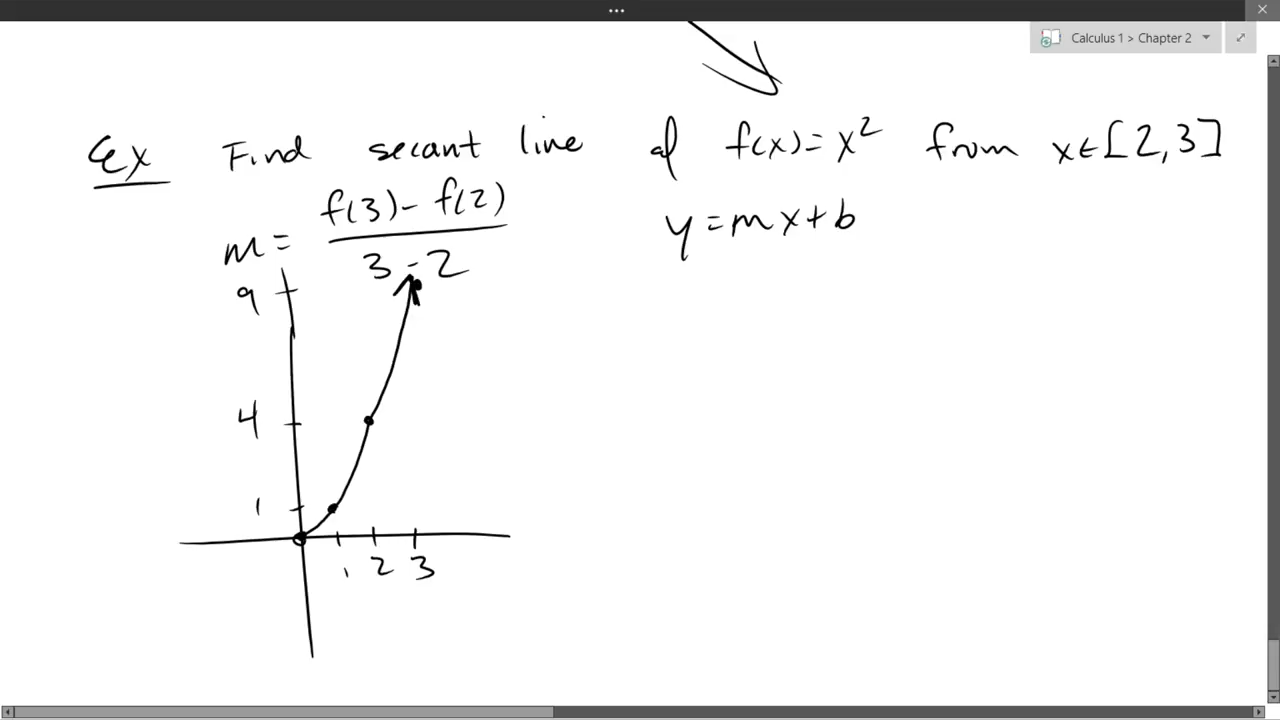 Calculus 1 > Chapter 2
Ex Find secant line of f(x)=x² from x∈[2,3]
m = f(3)-f(2) / 3-2
y=mx+b
9
4
1
1 2 3